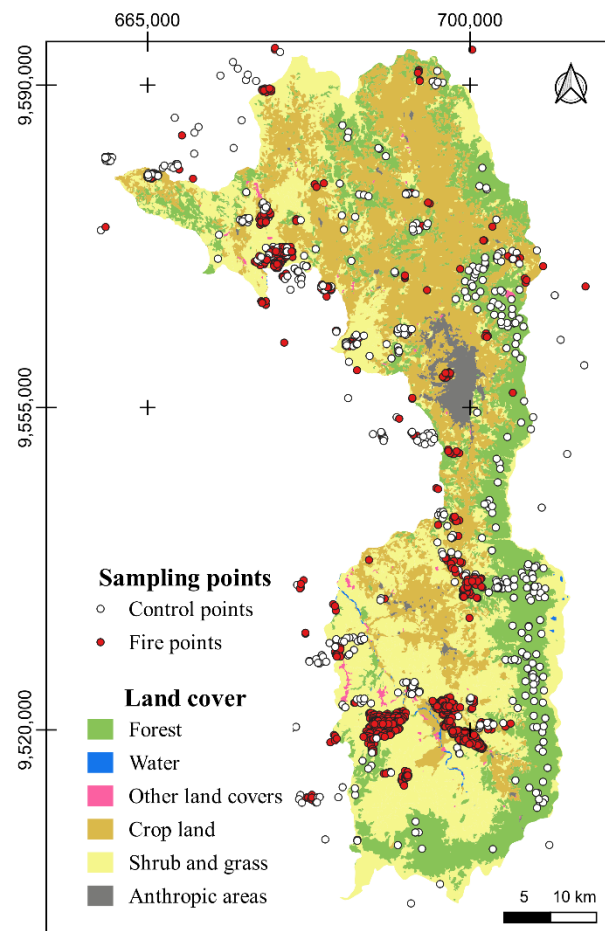 665,000 700,000
9,590,000
9,555,000
9,520,000
Sampling points
Control points
Fire points
Land cover
Forest
Water
Other land covers
Crop land
Shrub and grass
Anthropic areas
5 10 km